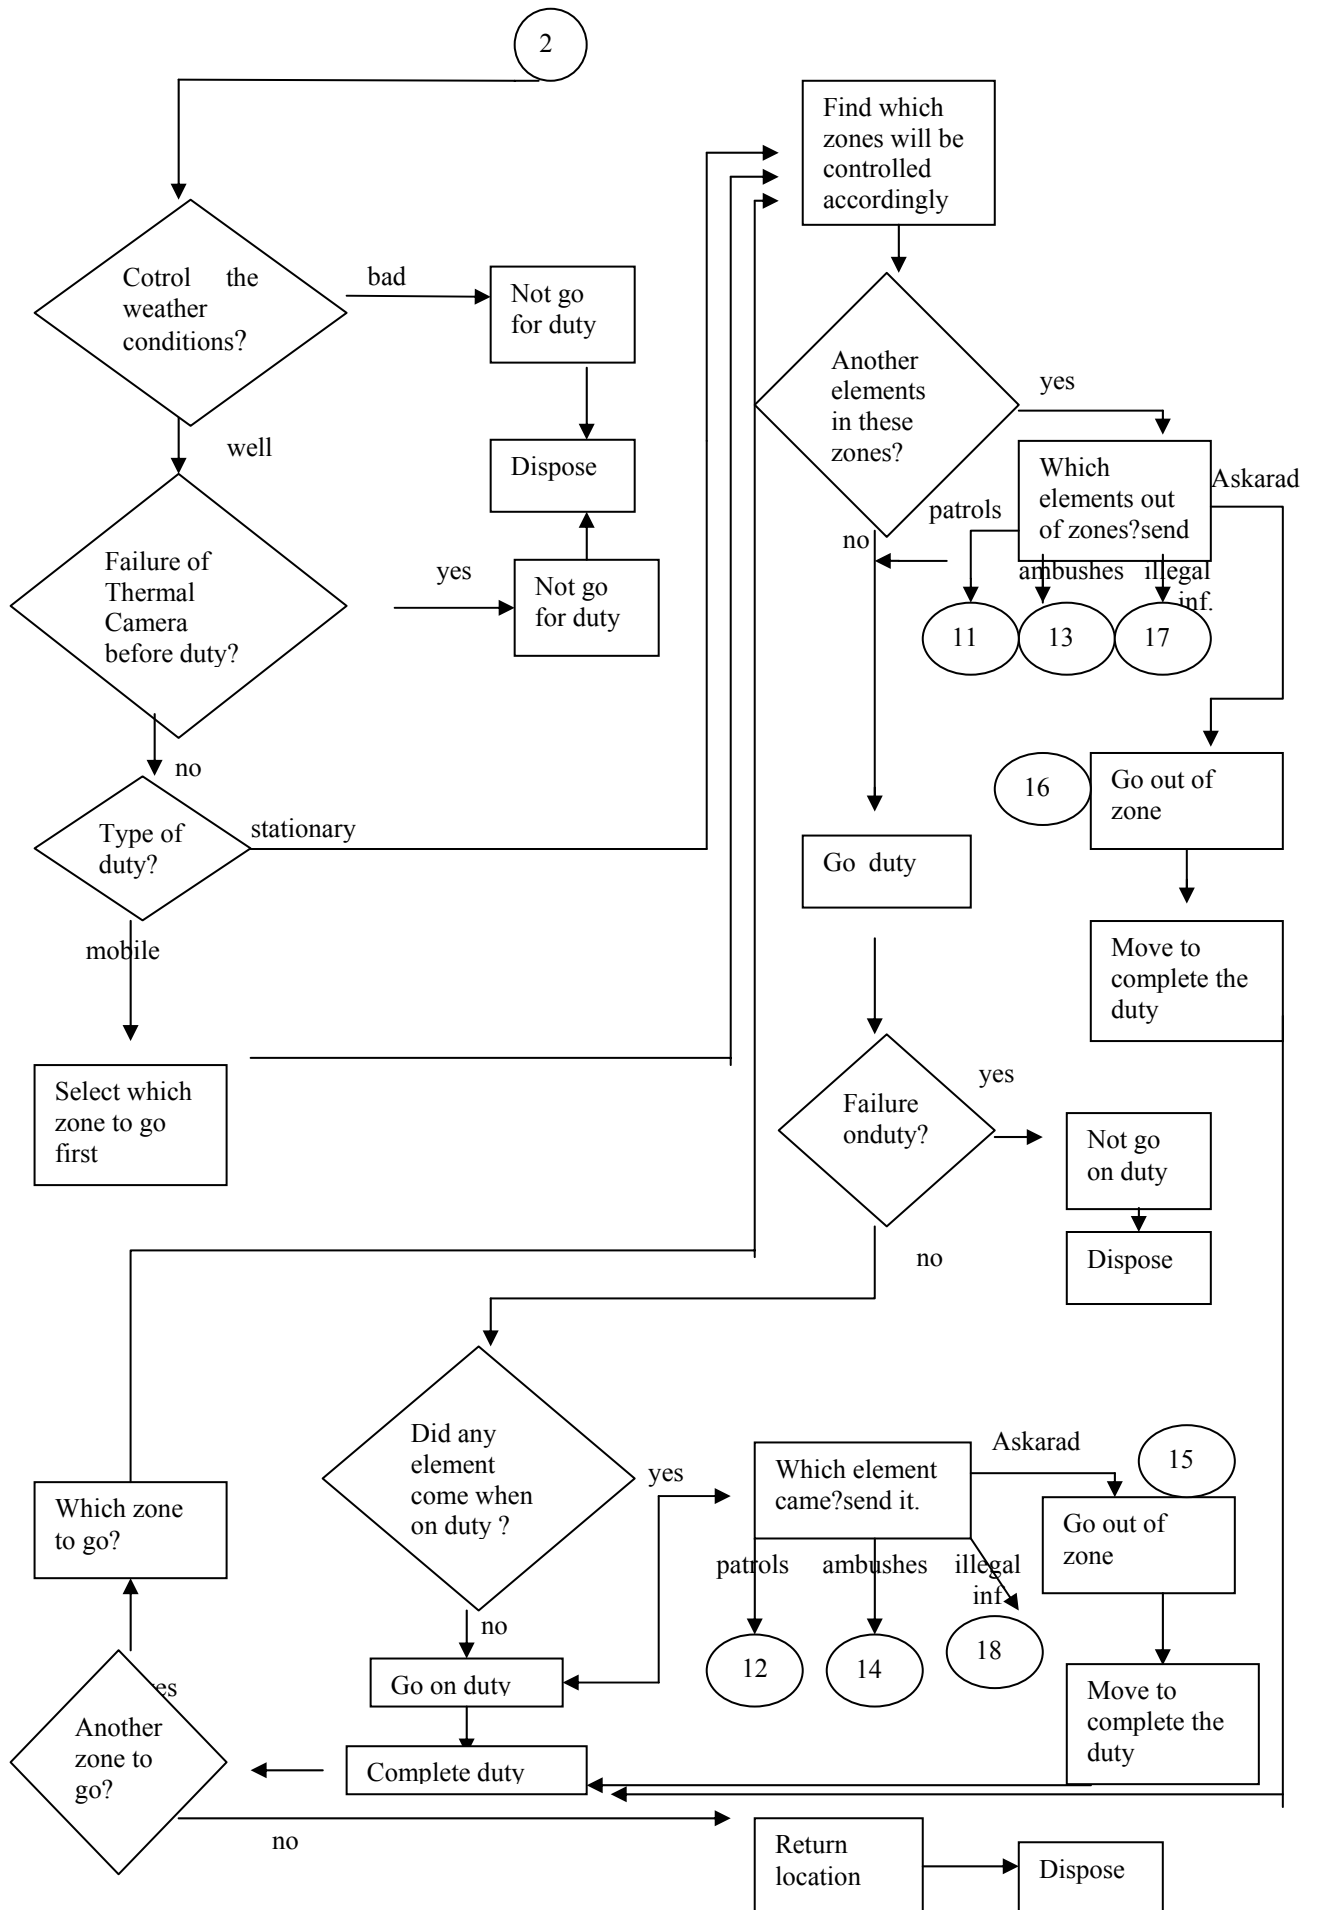 2
Find which
zones will be
controlled
accordingly
Cotrol the
weather
conditions?
bad
Not go
for duty
well
Dispose
Another
elements
in these
zones?
yes
Which
elements out
of zones?send
Askarad
patrols
no
ambushes
illegal
inf.
Failure of
Thermal
Camera
before duty?
yes
Not go
for duty
11
13
17
no
Type of
duty?
stationary
mobile
16
Go out of
zone
Go duty
Move to
complete the
duty
Select which
zone to go
first
Failure
onduty?
yes
Not go
on duty
Dispose
no
Did any
element
come when
on duty ?
yes
Which element
came?send it.
Askarad
15
Go out of
zone
Which zone
to go?
patrols
ambushes
illegal
inf
12
14
18
no
Go on duty
Move to
complete the
duty
es
Another
zone to
go?
Complete duty
no
Return
location
Dispose